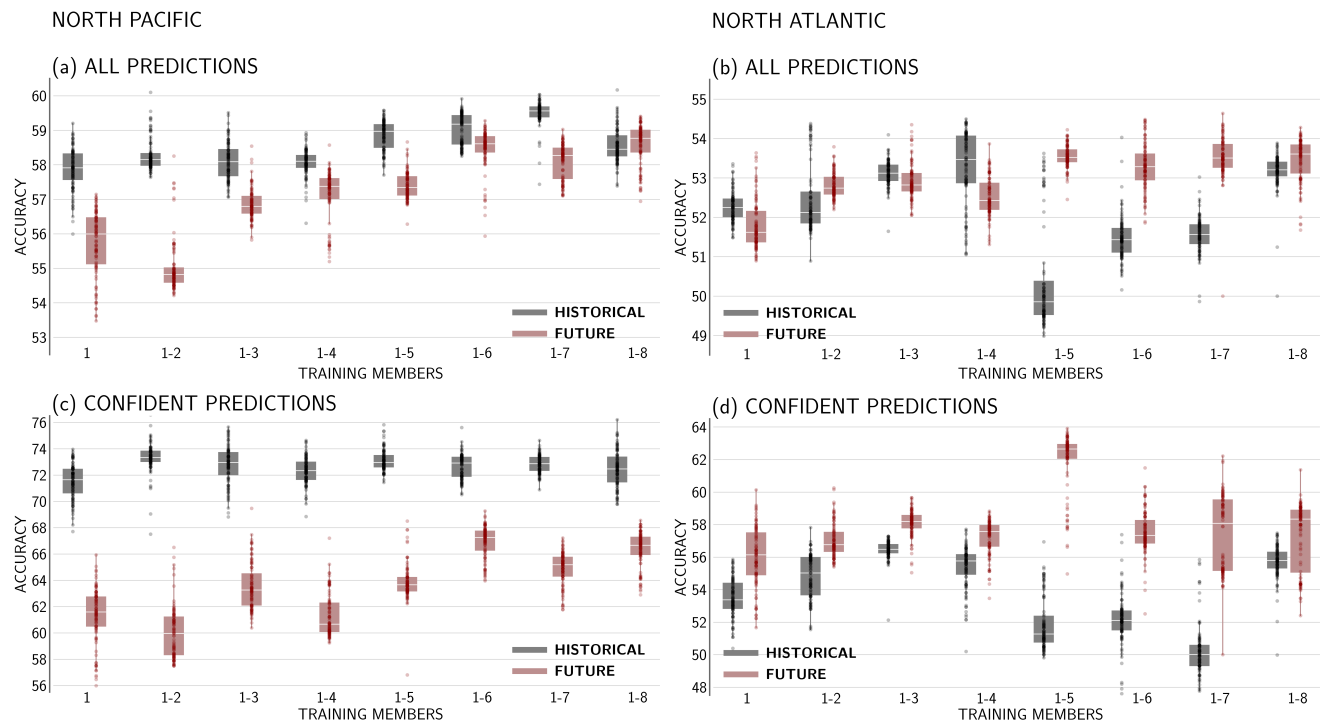 NORTH PACIFIC
NORTH ATLANTIC
(a) ALL PREDICTIONS
60
59
58
57
56
55
54
53
ACCURACY
HISTORICAL
FUTURE
1 1-2 1-3 1-4 1-5 1-6 1-7 1-8
TRAINING MEMBERS
(b) ALL PREDICTIONS
55
54
53
52
51
50
49
ACCURACY
HISTORICAL
FUTURE
1 1-2 1-3 1-4 1-5 1-6 1-7 1-8
TRAINING MEMBERS
(c) CONFIDENT PREDICTIONS
76
74
72
70
68
66
64
62
60
58
56
ACCURACY
HISTORICAL
FUTURE
1 1-2 1-3 1-4 1-5 1-6 1-7 1-8
TRAINING MEMBERS
(d) CONFIDENT PREDICTIONS
64
62
60
58
56
54
52
50
48
ACCURACY
HISTORICAL
FUTURE
1 1-2 1-3 1-4 1-5 1-6 1-7 1-8
TRAINING MEMBERS